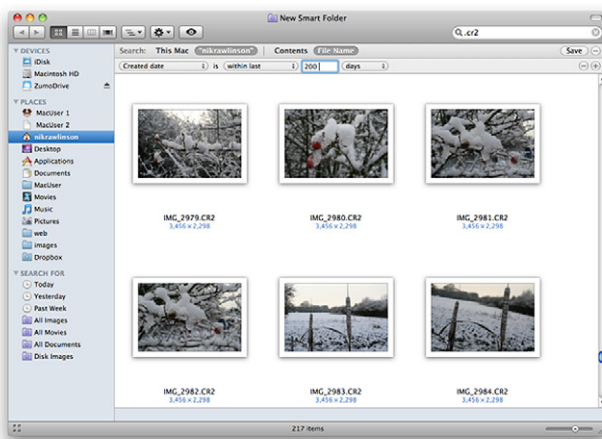 New Smart Folder
.cr2
Search: This Mac "nikrawlinson" Contents File Name Save
Created date is within last 200 days
DEVICES
iDisk
Macintosh HD
ZumoDrive
PLACES
MacUser 1
MacUser 2
nikrawlinson
Desktop
Applications
Documents
MacUser
Movies
Music
Pictures
web
images
Dropbox
SEARCH FOR
Today
Yesterday
Past Week
All Images
All Movies
All Documents
Disk Images
IMG_2979.CR2 IMG_2980.CR2 IMG_2981.CR2
3,456 × 2,298 3,456 × 2,298 3,456 × 2,298
IMG_2982.CR2 IMG_2983.CR2 IMG_2984.CR2
3,456 × 2,298 3,456 × 2,298 3,456 × 2,298
217 items